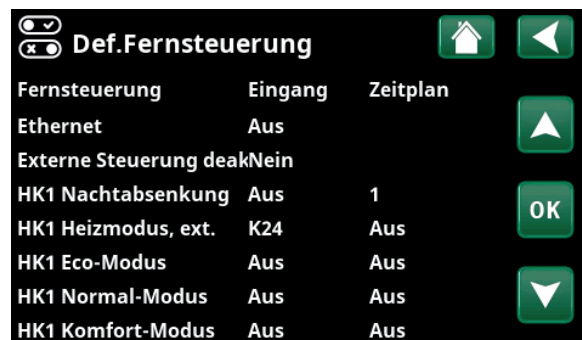 Def.Fernsteuerung
Fernsteuerung Eingang Zeitplan
Ethernet Aus
Externe Steuerung deakNein
HK1 Nachtabsenkung Aus 1
HK1 Heizmodus, ext. K24 Aus
HK1 Eco-Modus Aus Aus
HK1 Normal-Modus Aus Aus
HK1 Komfort-Modus Aus Aus
OK